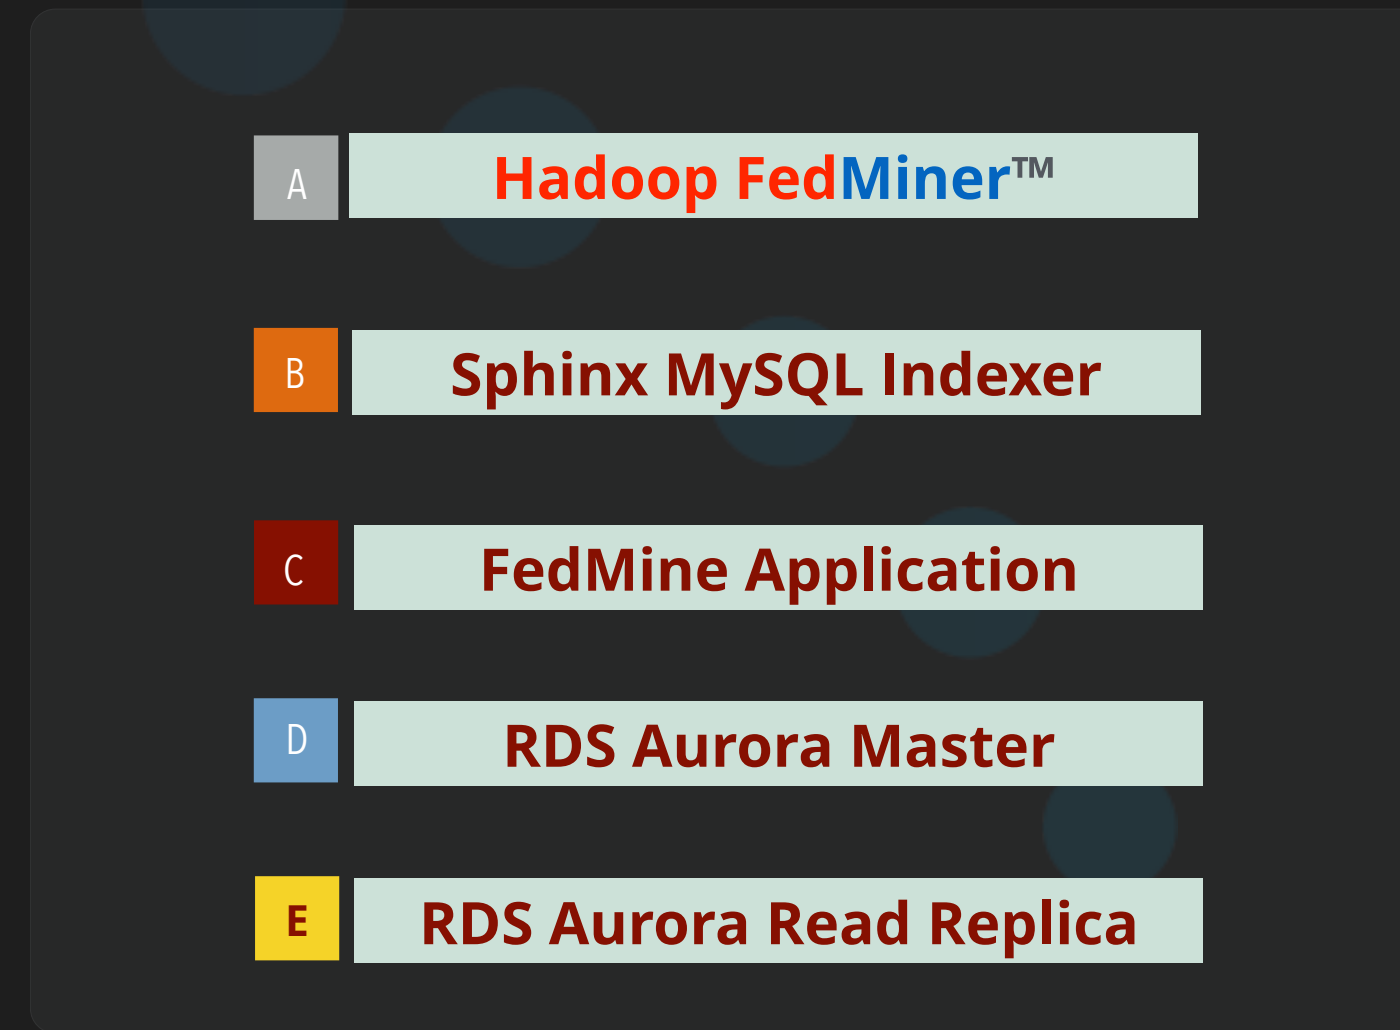 A Hadoop FedMiner™
B Sphinx MySQL Indexer
C FedMine Application
D RDS Aurora Master
E RDS Aurora Read Replica